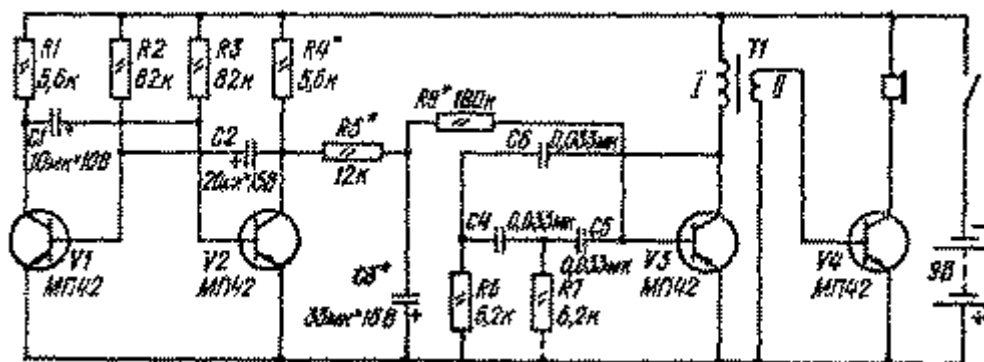 R1
5,6к
R2
82к
R3
82к
R4*
5,6к
T1
I
II
R9* 180к
C1
10мк*10В
C2
20мк*15В
R5*
12к
C6
0,033мк
C4
0,033мк
C5
0,033мк
V1
МП42
V2
МП42
C3*
R6
6,2к
R7
6,2к
V3
МП42
V4
МП42
9В